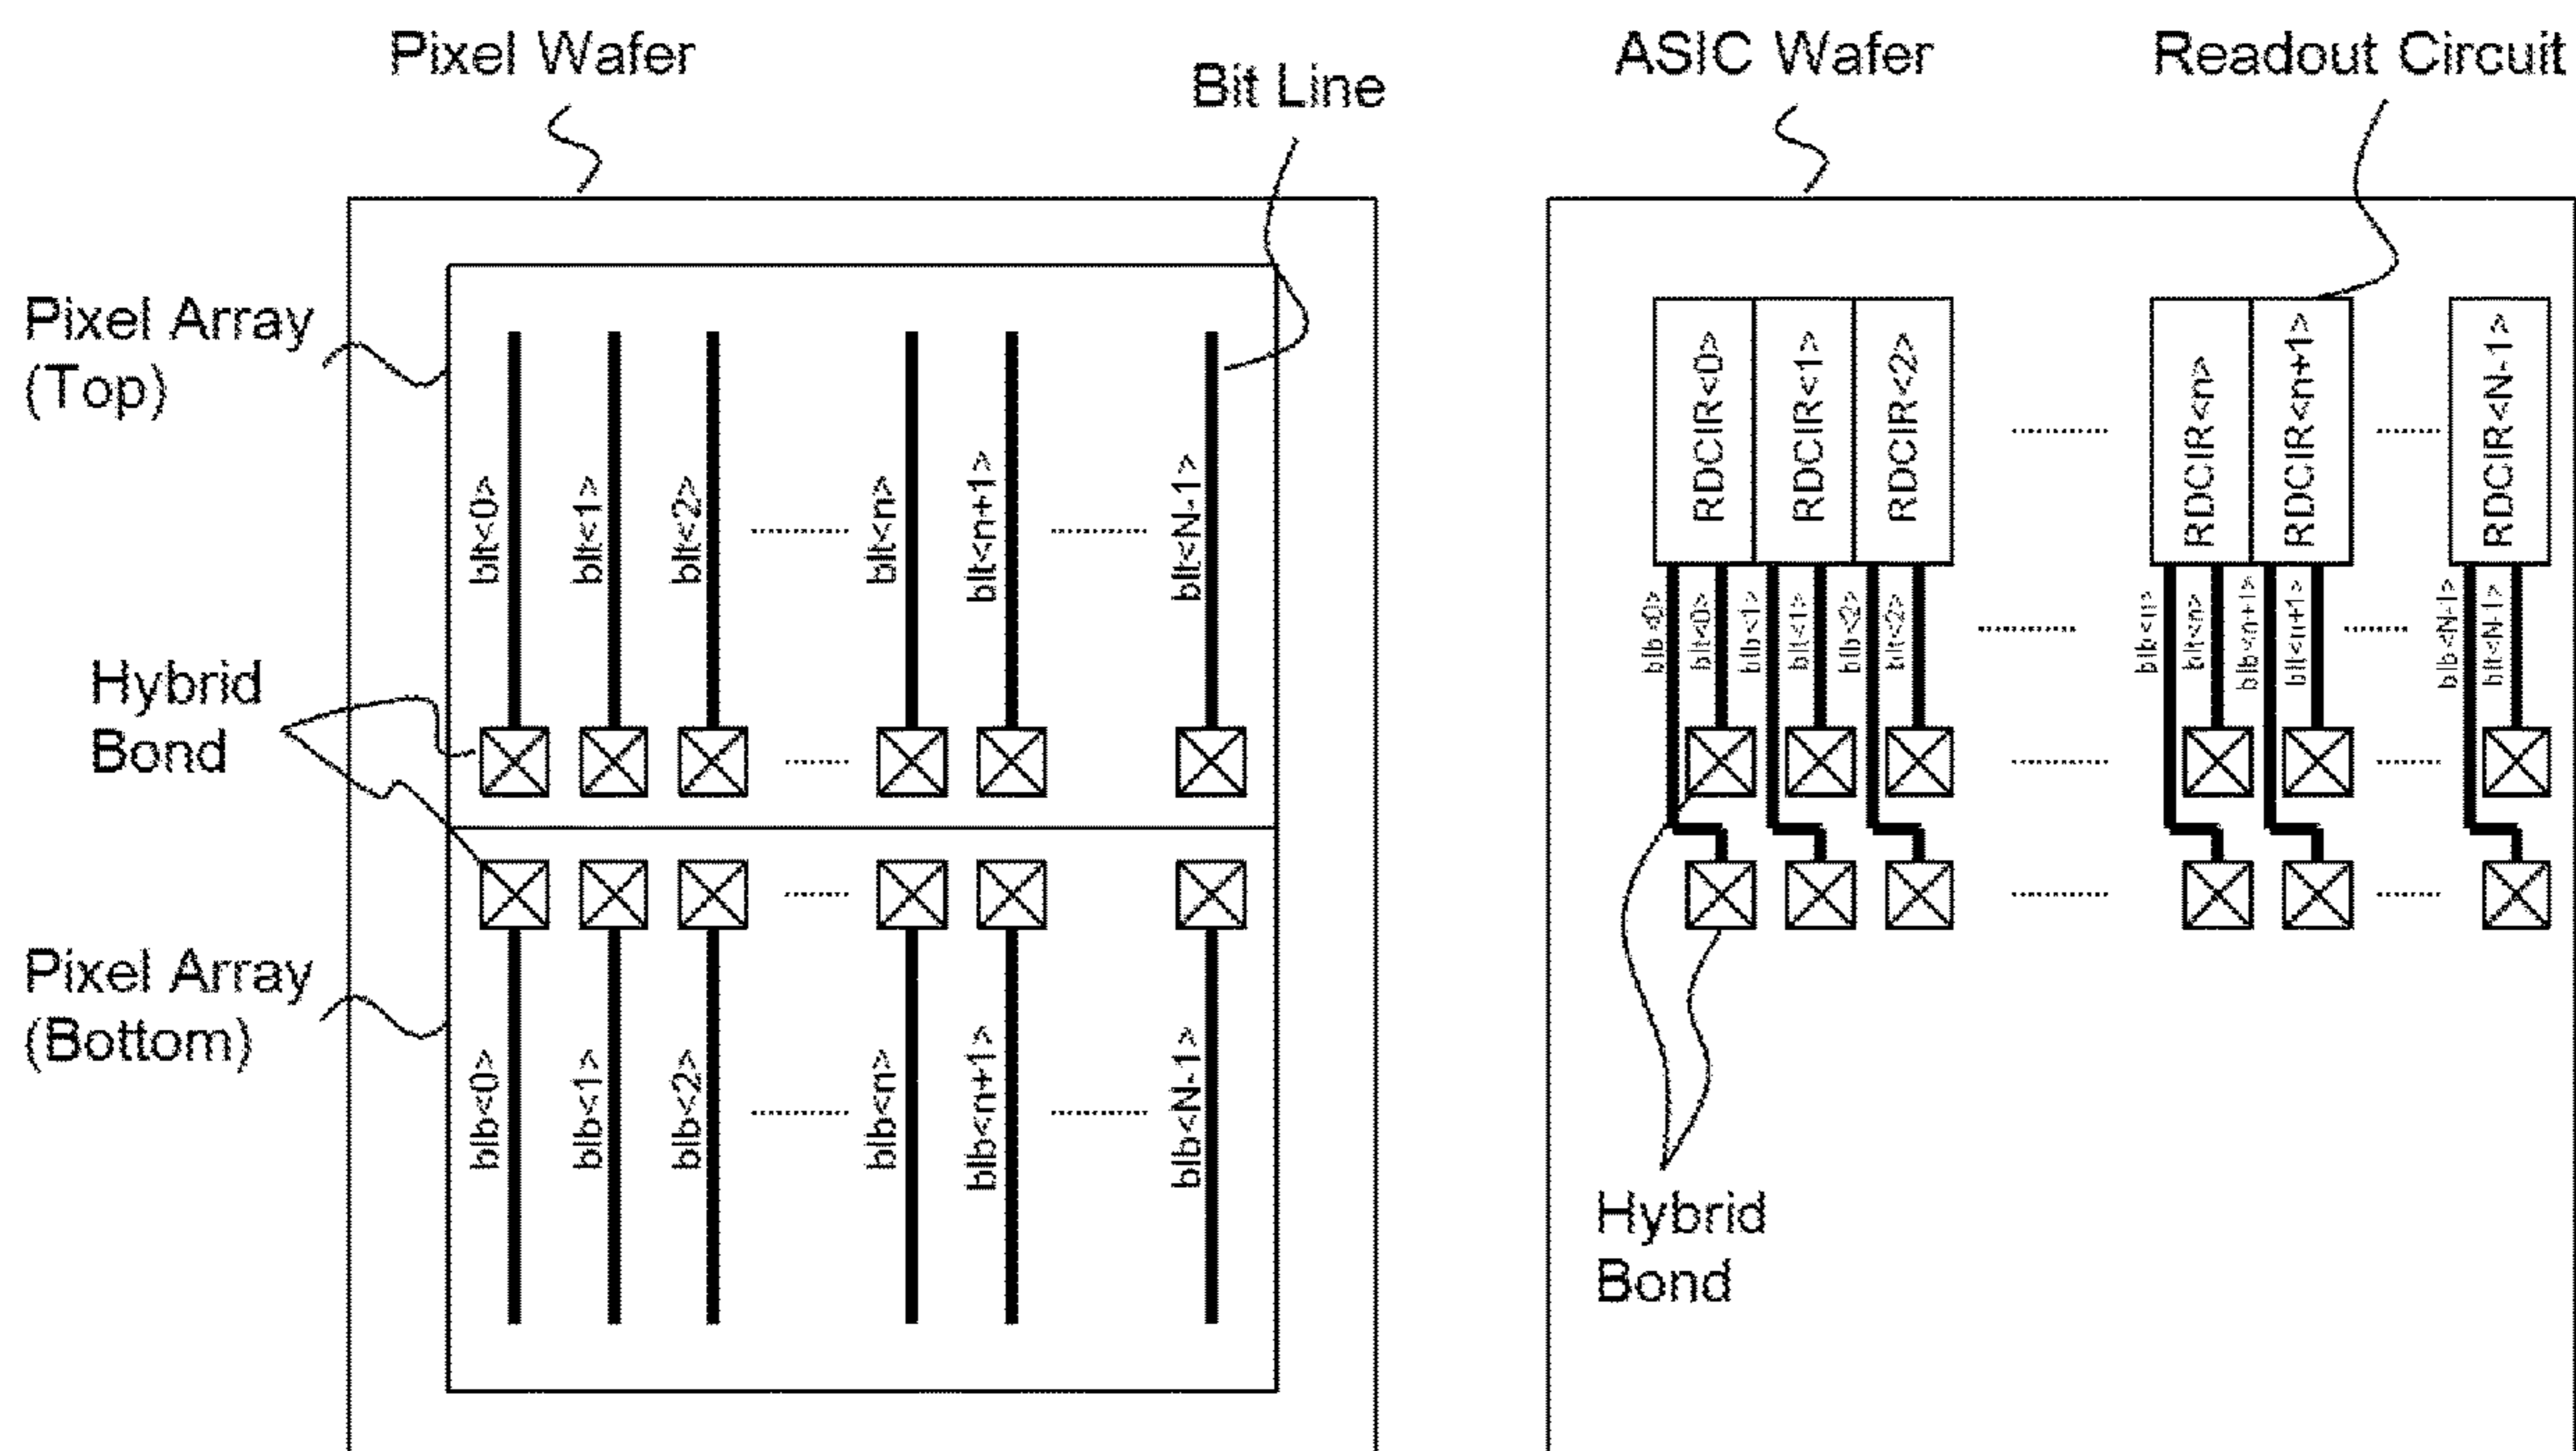 Pixel Wafer
Bit Line
Pixel Array
(Top)
Hybrid
Bond
Pixel Array
(Bottom)
blt<0>
blt<1>
blt<2>
blt<n>
blt<n+1>
blt<N-1>
blb<0>
blb<1>
blb<2>
blb<n>
blb<n+1>
blb<N-1>
ASIC Wafer
Readout Circuit
RDCIR<0>
RDCIR<1>
RDCIR<2>
RDCIR<n>
RDCIR<n+1>
RDCIR<N-1>
blb<0>
blt<0>
blb<1>
blt<1>
blb<2>
blt<2>
blb<n>
blt<n>
blb<n+1>
blt<n+1>
blb<N-1>
blt<N-1>
Hybrid
Bond